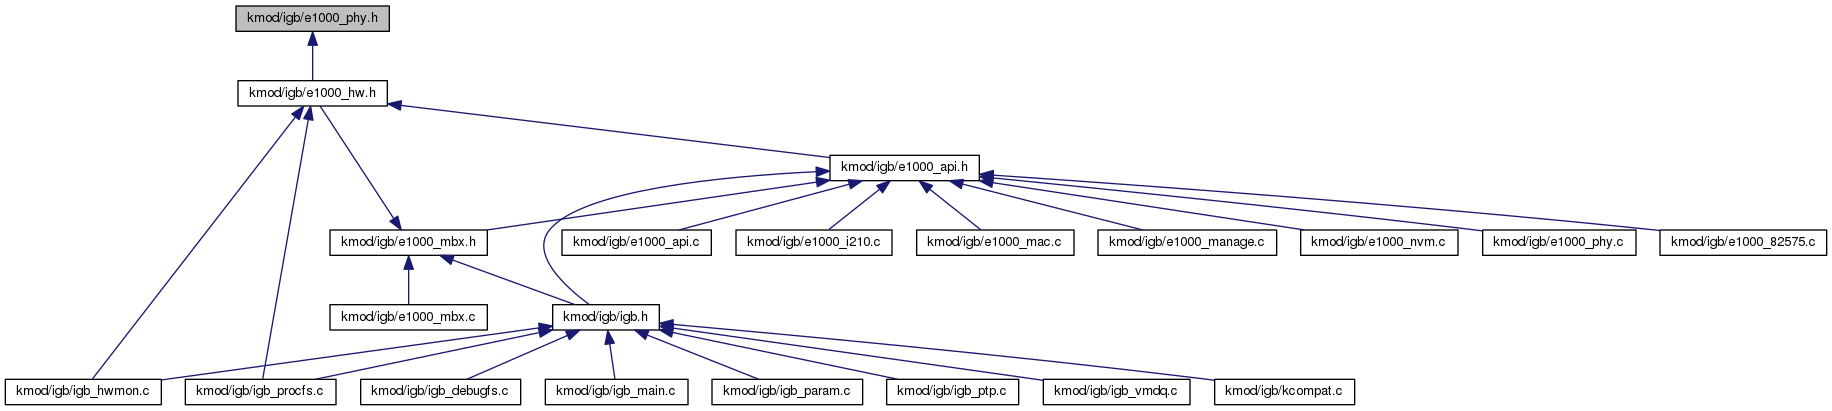 kmod/igb/e1000_phy.h
kmod/igb/e1000_hw.h
kmod/igb/e1000_api.h
kmod/igb/e1000_mbx.h
kmod/igb/e1000_api.c
kmod/igb/e1000_i210.c
kmod/igb/e1000_mac.c
kmod/igb/e1000_manage.c
kmod/igb/e1000_nvm.c
kmod/igb/e1000_phy.c
kmod/igb/e1000_82575.c
kmod/igb/e1000_mbx.c
kmod/igb/igb.h
kmod/igb/igb_hwmon.c
kmod/igb/igb_procfs.c
kmod/igb/igb_debugfs.c
kmod/igb/igb_main.c
kmod/igb/igb_param.c
kmod/igb/igb_ptp.c
kmod/igb/igb_vmdq.c
kmod/igb/kcompat.c